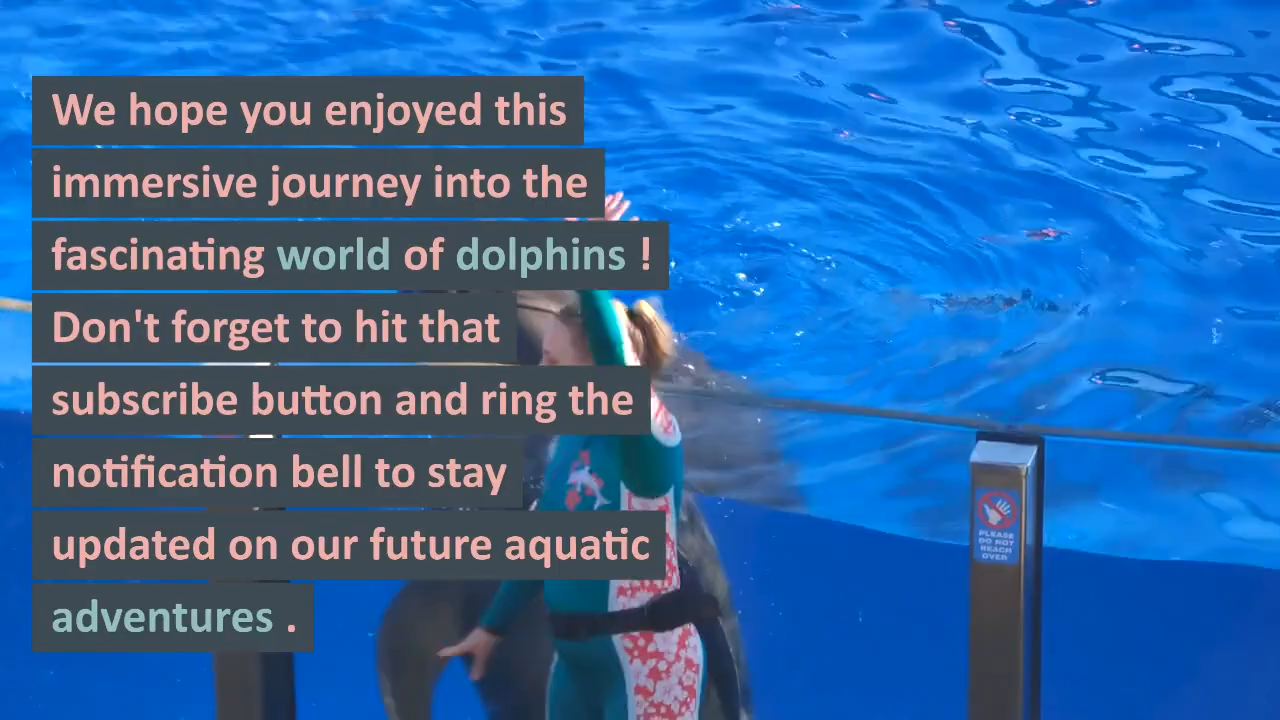 We hope you enjoyed this
immersive journey into the
fascinating world of dolphins !
Don't forget to hit that
subscribe button and ring the
notification bell to stay
updated on our future aquatic
adventures .
PLEASE
DO NOT
REACH
OVER